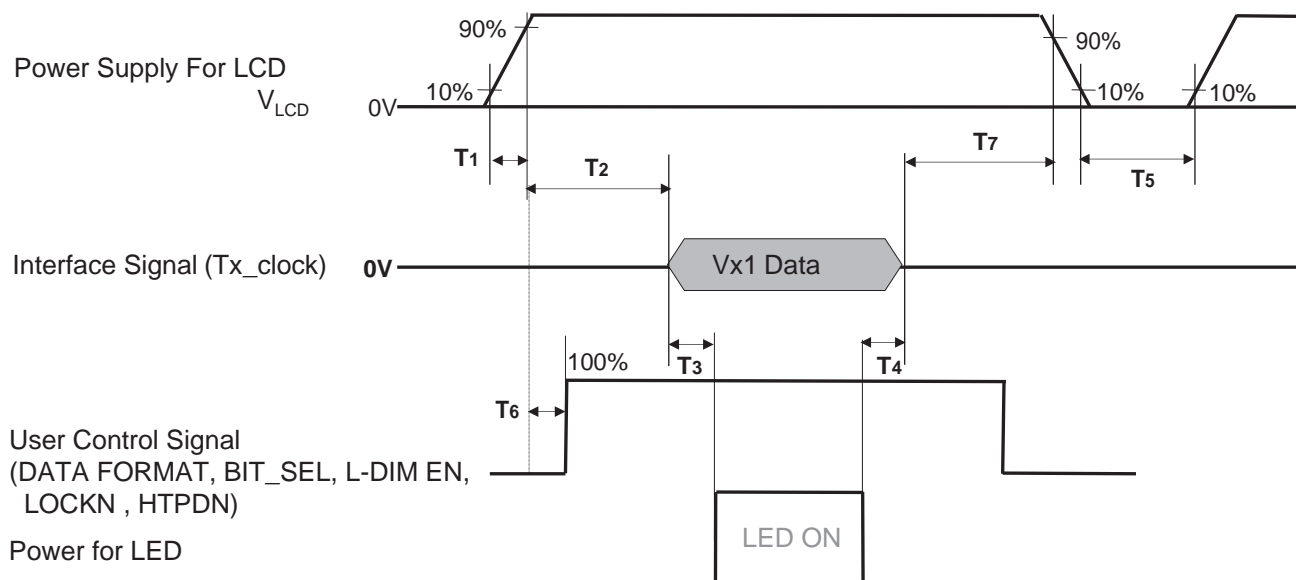 90%
90%
Power Supply For LCD
V_LCD
10%
0V
10%
10%
T1
T2
T7
T5
Interface Signal (Tx_clock)
0V
Vx1 Data
T3
T4
100%
T6
User Control Signal
(DATA FORMAT, BIT_SEL, L-DIM EN,
LOCKN , HTPDN)
LED ON
Power for LED